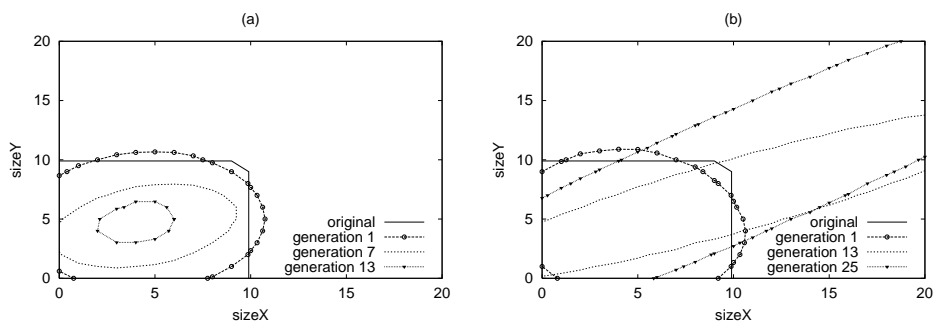 (a)
20
15
10
5
0
0
5
10
15
20
sizeY
sizeX
original
generation 1
generation 7
generation 13
(b)
20
15
10
5
0
0
5
10
15
20
sizeY
sizeX
original
generation 1
generation 13
generation 25